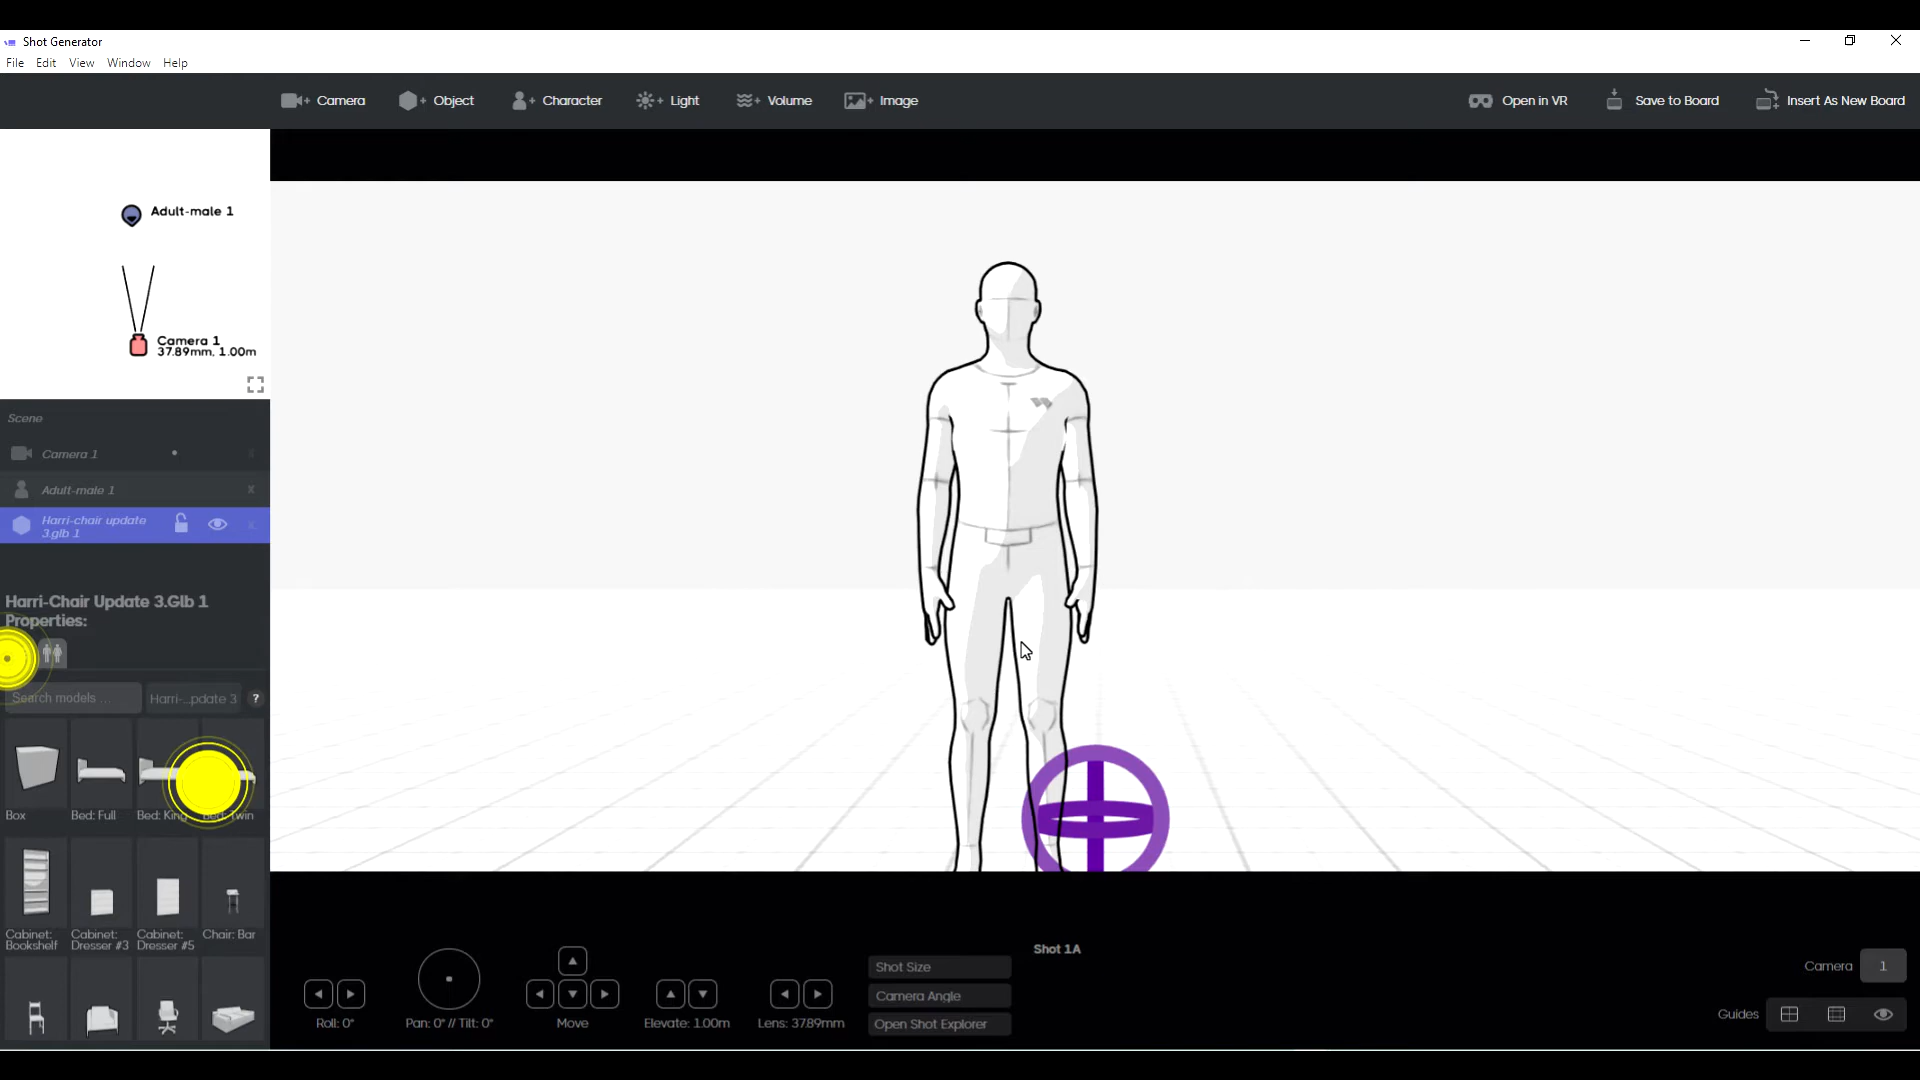 Shot Generator
File Edit View Window Help
Camera Object Character Light Volume Image Open in VR Save to Board Insert As New Board
Adult-male 1
Camera 1
37.89mm, 1.00m
Scene
Camera 1
Adult-male 1 x
Harri-chair update
3.glb 1
Harri-Chair Update 3.Glb 1
Properties:
Search models ... Harri-...pdate 3 ?
Box Bed: Full Bed: King Bed: Twin
Cabinet:
Bookshelf
Cabinet:
Dresser #3
Cabinet:
Dresser #5
Chair: Bar
Shot 1A
Shot Size
Camera Angle
Open Shot Explorer
Roll: 0° Pan: 0° // Tilt: 0° Move Elevate: 1.00m Lens: 37.89mm
Camera 1
Guides